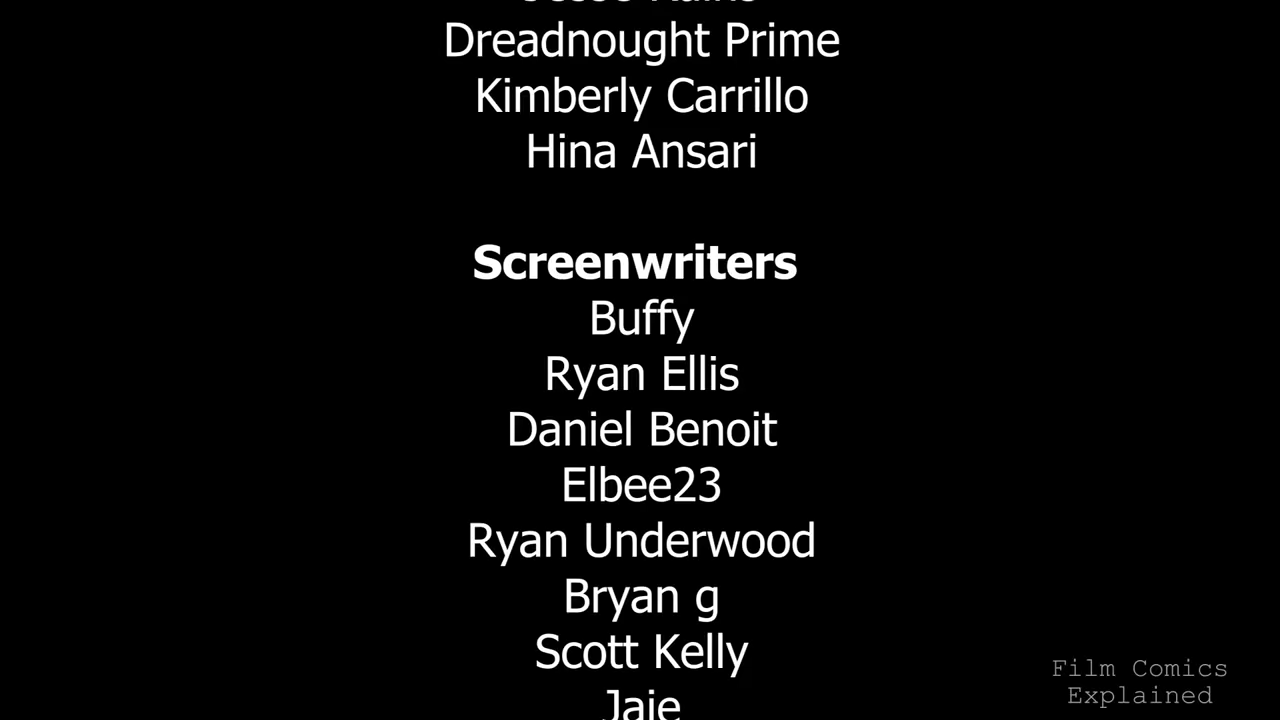 Dreadnought Prime
Kimberly Carrillo
Hina Ansari
Screenwriters
Buffy
Ryan Ellis
Daniel Benoit
Elbee23
Ryan Underwood
Bryan g
Scott Kelly
Jaie
Film Comics
Explained